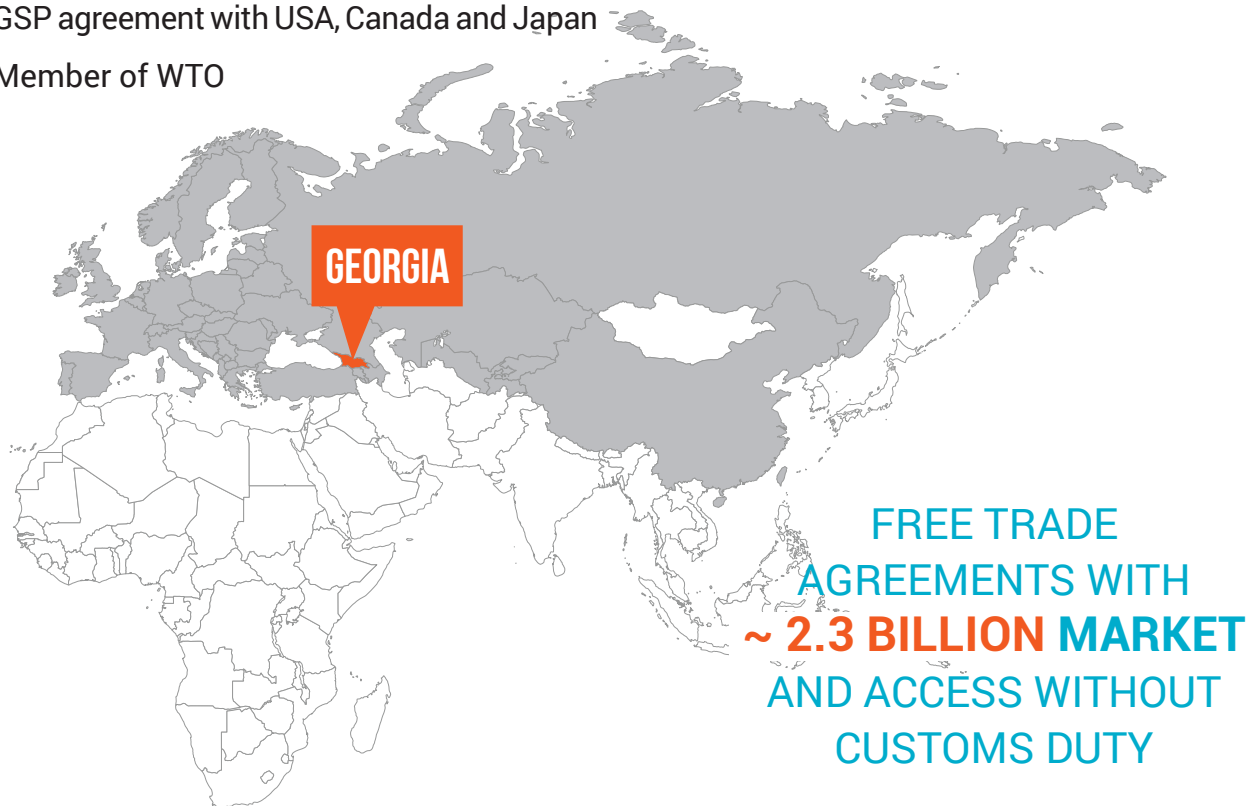 GSP agreement with USA, Canada and Japan
Member of WTO
GEORGIA
FREE TRADE
AGREEMENTS WITH
~ 2.3 BILLION MARKET
AND ACCESS WITHOUT
CUSTOMS DUTY